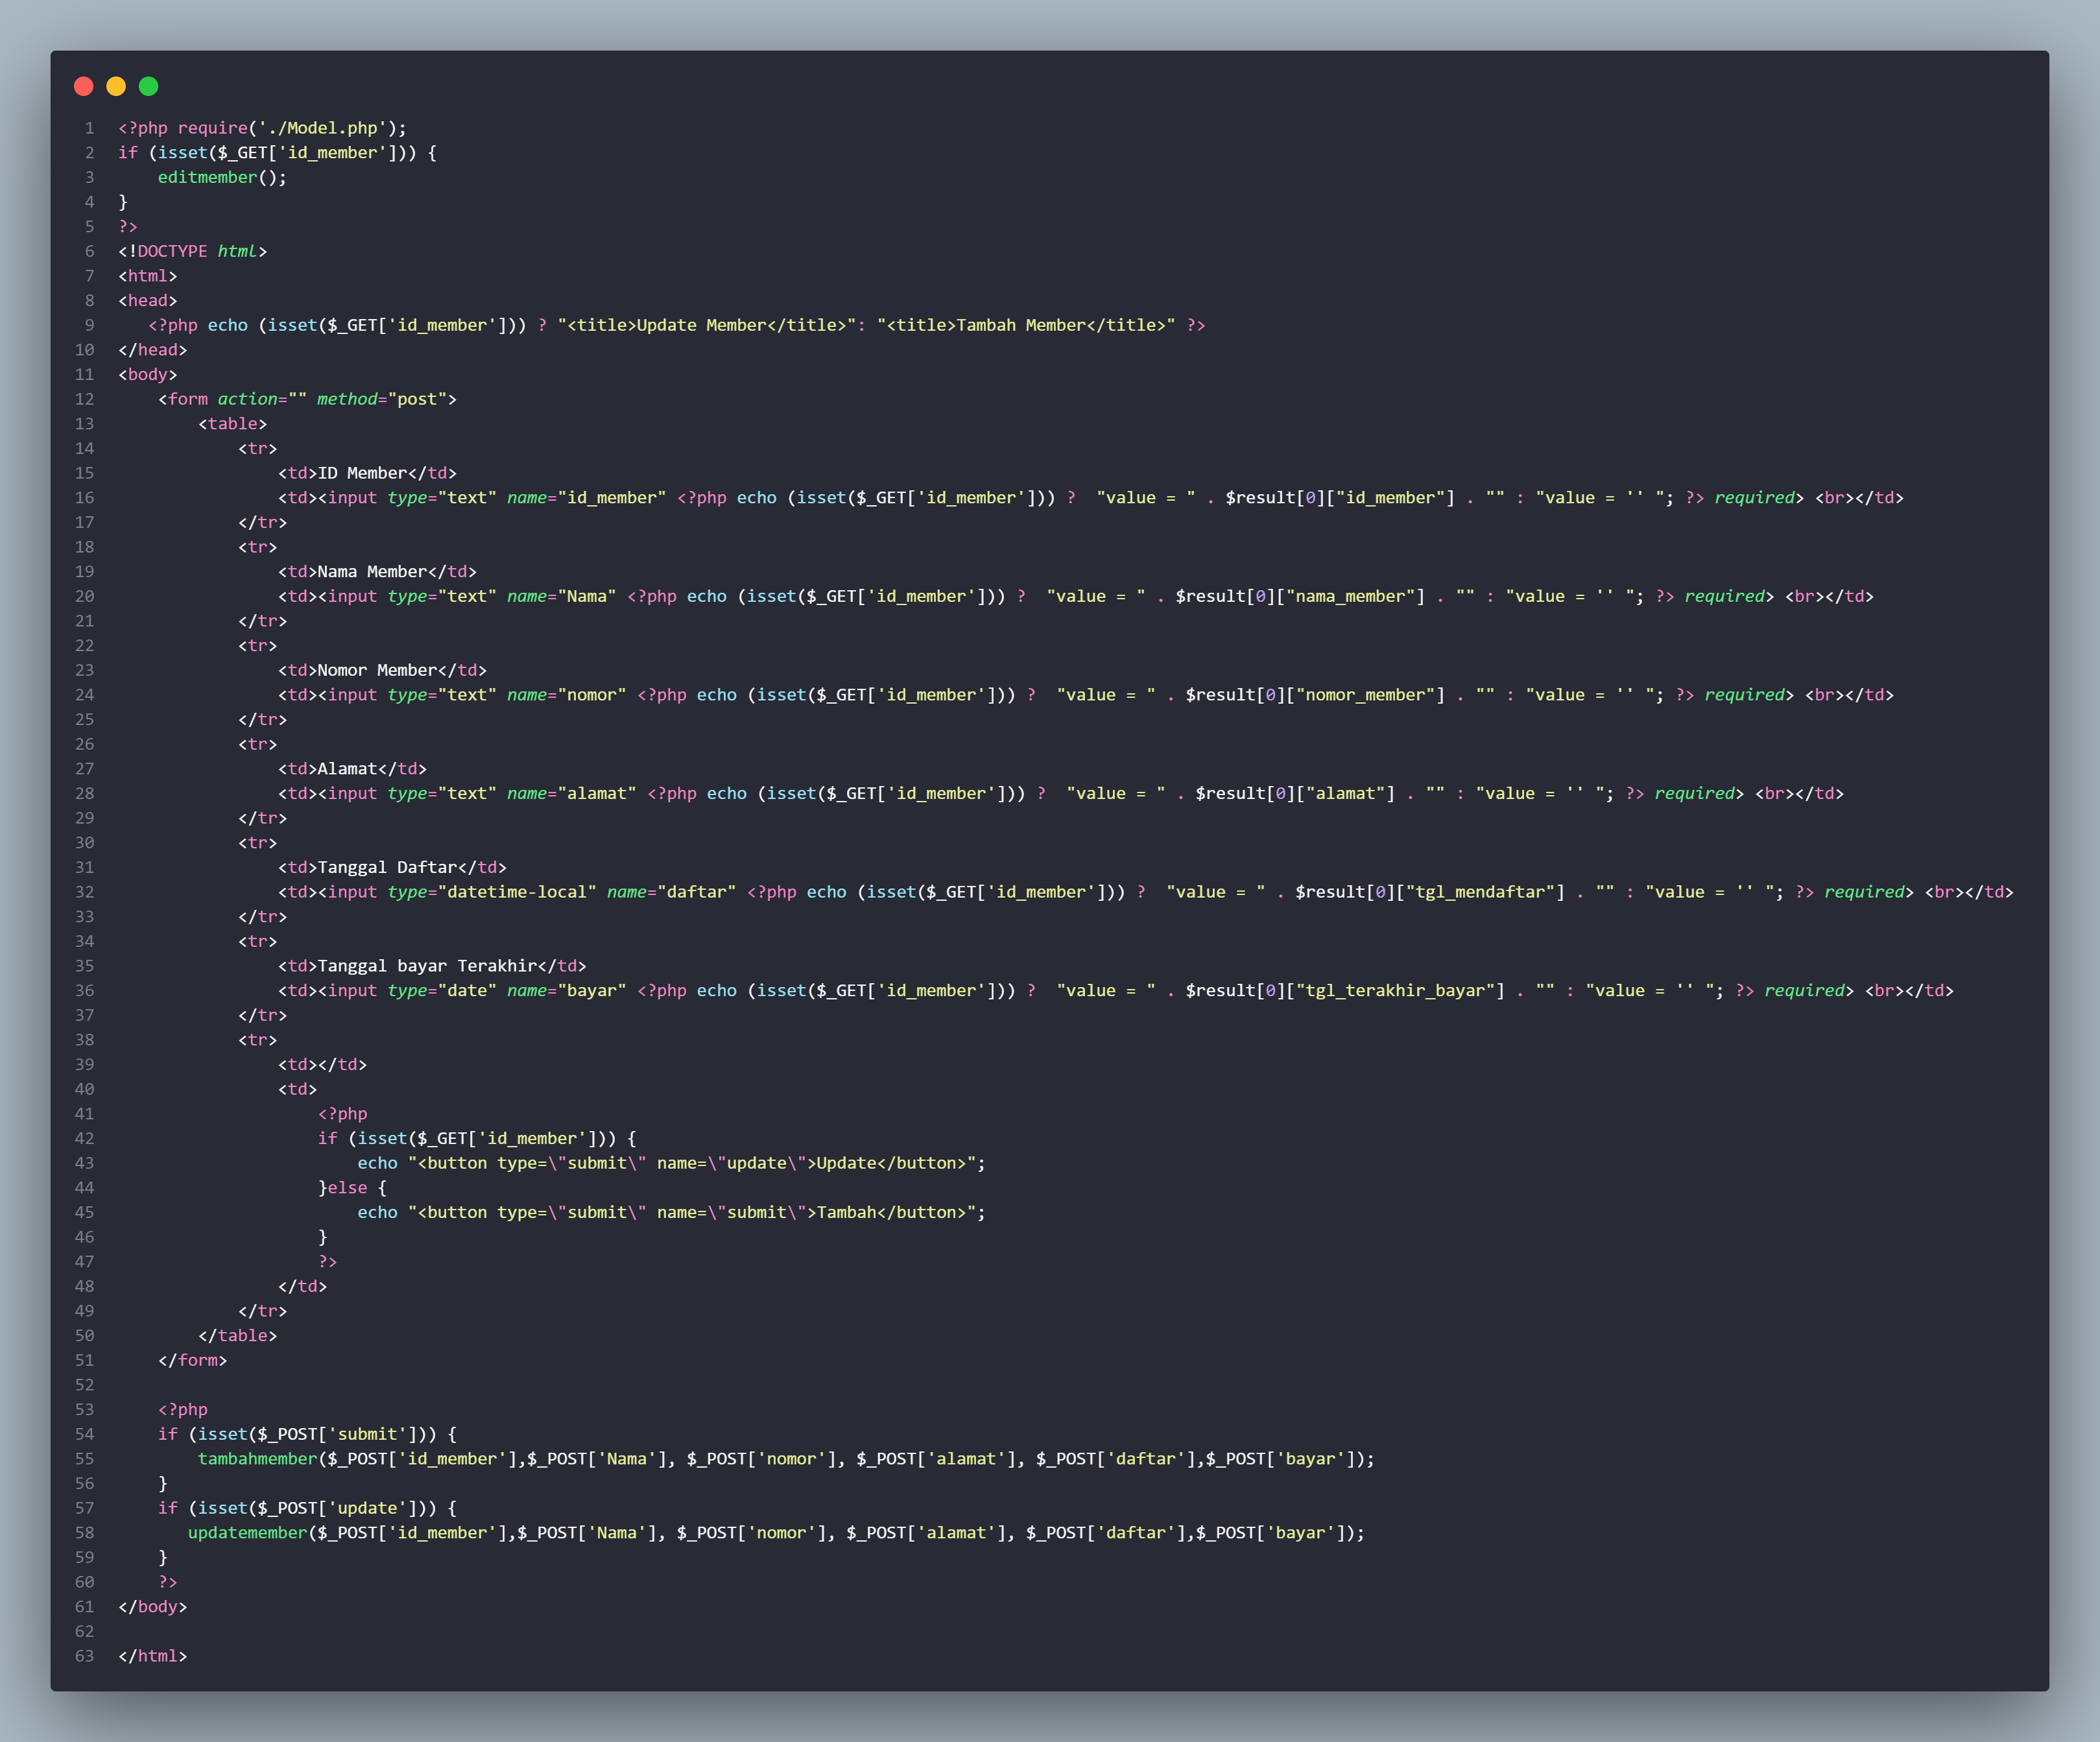 1 <?php require('./Model.php');
2 if (isset($_GET['id_member'])) {
3     editmember();
4 }
5 ?>
6 <!DOCTYPE html>
7 <html>
8 <head>
9    <?php echo (isset($_GET['id_member'])) ? "<title>Update Member</title>": "<title>Tambah Member</title>" ?>
10 </head>
11 <body>
12     <form action="" method="post">
13         <table>
14             <tr>
15                 <td>ID Member</td>
16                 <td><input type="text" name="id_member" <?php echo (isset($_GET['id_member'])) ?  "value = " . $result[0]["id_member"] . "" : "value = '' "; ?> required> <br></td>
17             </tr>
18             <tr>
19                 <td>Nama Member</td>
20                 <td><input type="text" name="Nama" <?php echo (isset($_GET['id_member'])) ?  "value = " . $result[0]["nama_member"] . "" : "value = '' "; ?> required> <br></td>
21             </tr>
22             <tr>
23                 <td>Nomor Member</td>
24                 <td><input type="text" name="nomor" <?php echo (isset($_GET['id_member'])) ?  "value = " . $result[0]["nomor_member"] . "" : "value = '' "; ?> required> <br></td>
25             </tr>
26             <tr>
27                 <td>Alamat</td>
28                 <td><input type="text" name="alamat" <?php echo (isset($_GET['id_member'])) ?  "value = " . $result[0]["alamat"] . "" : "value = '' "; ?> required> <br></td>
29             </tr>
30             <tr>
31                 <td>Tanggal Daftar</td>
32                 <td><input type="datetime-local" name="daftar" <?php echo (isset($_GET['id_member'])) ?  "value = " . $result[0]["tgl_mendaftar"] . "" : "value = '' "; ?> required> <br></td>
33             </tr>
34             <tr>
35                 <td>Tanggal bayar Terakhir</td>
36                 <td><input type="date" name="bayar" <?php echo (isset($_GET['id_member'])) ?  "value = " . $result[0]["tgl_terakhir_bayar"] . "" : "value = '' "; ?> required> <br></td>
37             </tr>
38             <tr>
39                 <td></td>
40                 <td>
41                     <?php
42                     if (isset($_GET['id_member'])) {
43                         echo "<button type=\"submit\" name=\"update\">Update</button>";
44                     }else {
45                         echo "<button type=\"submit\" name=\"submit\">Tambah</button>";
46                     }
47                     ?>
48                 </td>
49             </tr>
50         </table>
51     </form>
52
53     <?php
54     if (isset($_POST['submit'])) {
55         tambahmember($_POST['id_member'],$_POST['Nama'], $_POST['nomor'], $_POST['alamat'], $_POST['daftar'],$_POST['bayar']);
56     }
57     if (isset($_POST['update'])) {
58        updatemember($_POST['id_member'],$_POST['Nama'], $_POST['nomor'], $_POST['alamat'], $_POST['daftar'],$_POST['bayar']);
59     }
60     ?>
61 </body>
62
63 </html>